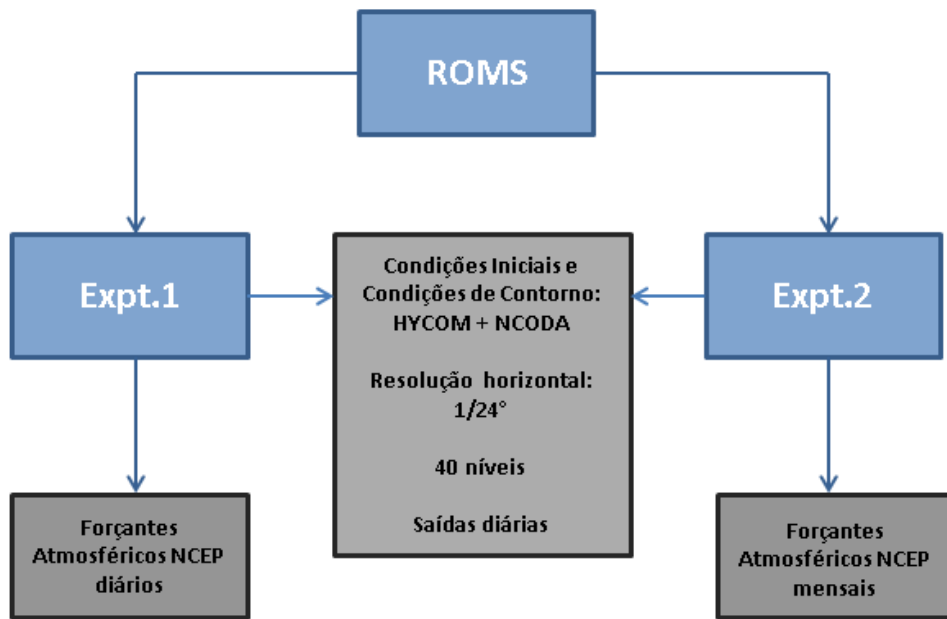 ROMS
Expt.1
Condições Iniciais e
Condições de Contorno:
HYCOM + NCODA
Resolução horizontal:
1/24°
40 níveis
Saídas diárias
Expt.2
Forçantes
Atmosféricos NCEP
diários
Forçantes
Atmosféricos NCEP
mensais